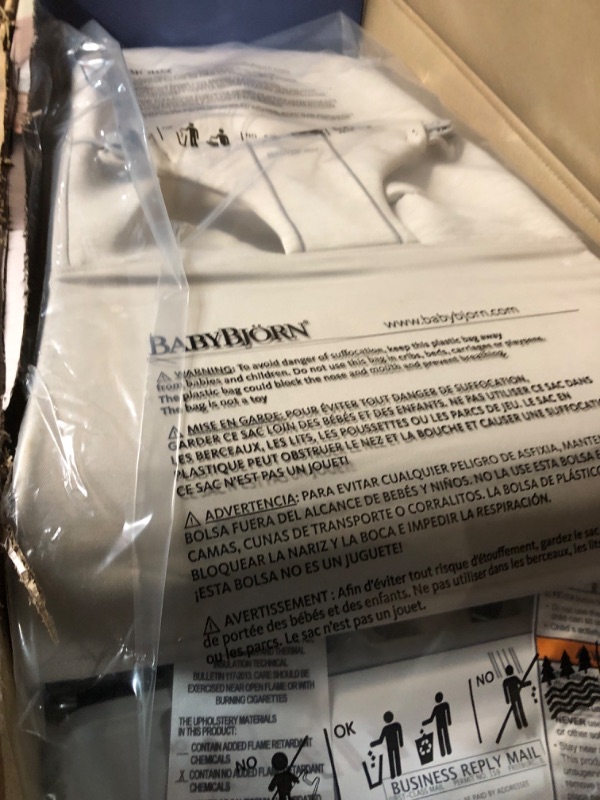 BABYBJÖRN®
www.babybjorn.com
⚠ WARNING: To avoid danger of suffocation, keep this plastic bag away
from babies and children. Do not use this bag in cribs, beds, carriages or playpens.
The plastic bag could block the nose and mouth and prevent breathing.
The bag is not a toy
⚠ MISE EN GARDE: POUR ÉVITER TOUT DANGER DE SUFFOCATION,
GARDER CE SAC LOIN DES BÉBÉS ET DES ENFANTS. NE PAS UTILISER CE SAC DANS
LES BERCEAUX, LES LITS, LES POUSSETTES OU LES PARCS DE JEU. LE SAC EN
PLASTIQUE PEUT OBSTRUER LE NEZ ET LA BOUCHE ET CAUSER UNE SUFFOCATI
CE SAC N'EST PAS UN JOUET!
⚠ ADVERTENCIA: PARA EVITAR CUALQUIER PELIGRO DE ASFIXIA, MANTE
BOLSA FUERA DEL ALCANCE DE BEBÉS Y NIÑOS. NO LA USE ESTA BOLSA E
CAMAS, CUNAS DE TRANSPORTE O CORRALITOS. LA BOLSA DE PLÁSTICO
BLOQUEAR LA NARIZ Y LA BOCA E IMPEDIR LA RESPIRACIÓN.
¡ESTA BOLSA NO ES UN JUGUETE!
⚠ AVERTISSEMENT : Afin d'éviter tout risque d'étouffement, gardez le sac
de portée des bébés et des enfants. Ne pas utiliser dans les berceaux, les lits
ou les parcs. Le sac n'est pas un jouet.
THERMAL
INSULATION TECHNICAL
BULLETIN 117-2013. CARE SHOULD BE
EXERCISED NEAR OPEN FLAME OR WITH
BURNING CIGARETTES
THE UPHOLSTERY MATERIALS
IN THIS PRODUCT:
CONTAIN ADDED FLAME RETARDANT
CHEMICALS
X CONTAIN NO ADDED FLAME RETARDANT
CHEMICALS
NO
OK
NO
BUSINESS REPLY MAIL
NEVER use
or other so
Stay near